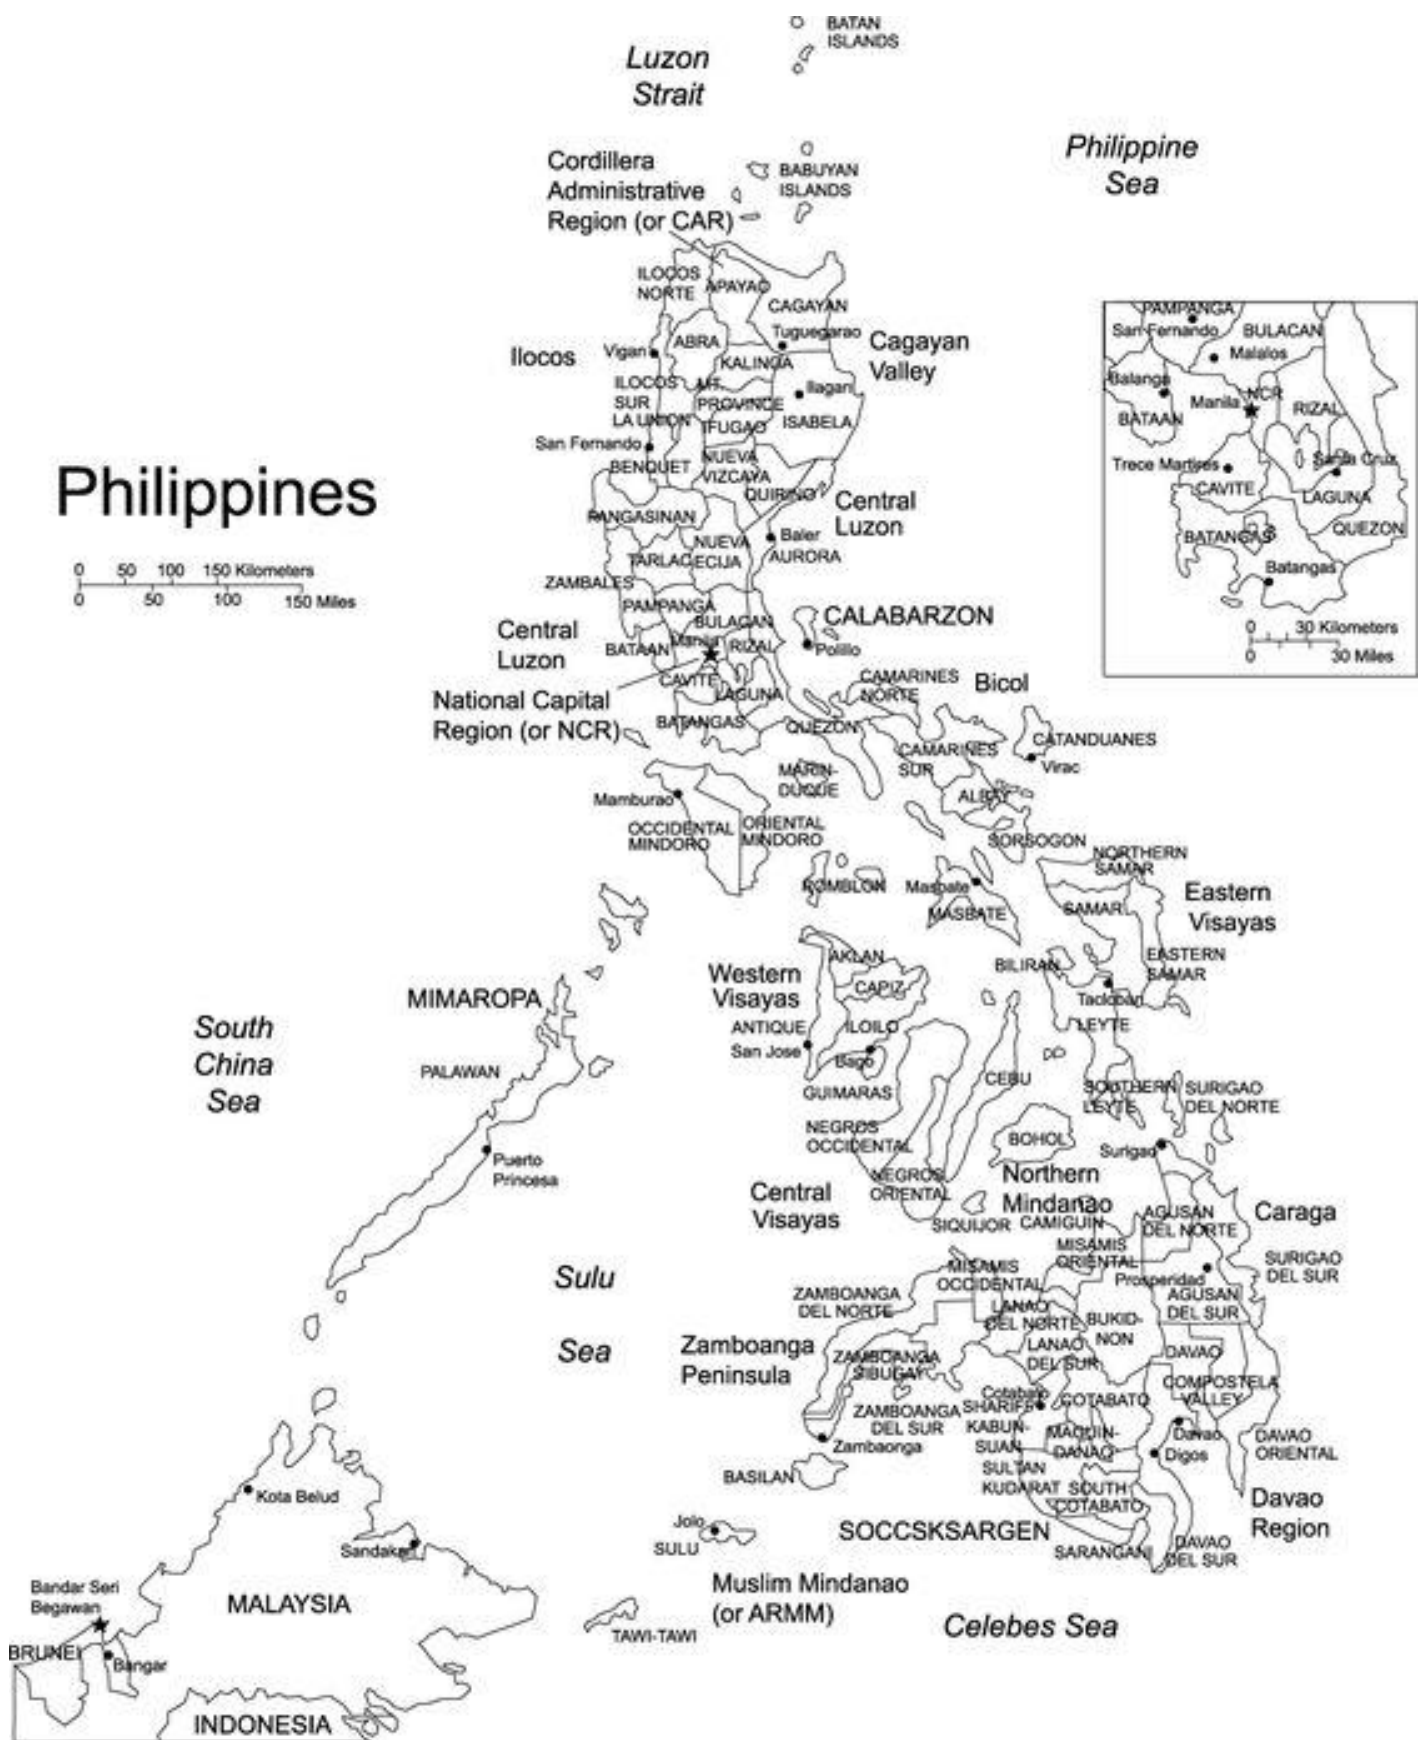 BATAN
ISLANDS
Luzon
Strait
Philippine
Sea
Cordillera
Administrative
Region (or CAR)
BABUYAN
ISLANDS
ILOCOS
NORTE
APAYAO
CAGAYAN
Tuguegarao
Cagayan
Valley
Ilocos
Vigan
ABRA
KALINGA
ILOCOS
SUR
MT.
PROVINCE
Ilagan
LA UNION
IFUGAO
ISABELA
San Fernando
BENQUET
NUEVA
VIZCAYA
QUIRINO
Central
Luzon
PANGASINAN
Baler
AURORA
NUEVA
ECIJA
TARLAC
ZAMBALES
PAMPANGA
BULACAN
CALABARZON
Polillo
Central
Luzon
BATAAN
Manila
RIZAL
CAVITE
LAGUNA
National Capital
Region (or NCR)
BATANGAS
QUEZON
CAMARINES
NORTE
Bicol
CATANDUANES
Virac
CAMARINES
SUR
ALBAY
SORSOGON
MARIN-
DUQUE
Mamburao
OCCIDENTAL
MINDORO
ORIENTAL
MINDORO
ROMBLON
Masbate
MASBATE
NORTHERN
SAMAR
SAMAR
EASTERN
SAMAR
Eastern
Visayas
BILIRAN
Tacloban
LEYTE
SOUTHERN
LEYTE
SURIGAO
DEL NORTE
Surigao
Western
Visayas
AKLAN
CAPIZ
ANTIQUE
San Jose
ILOILO
Bago
GUIMARAS
NEGROS
OCCIDENTAL
NEGROS
ORIENTAL
CEBU
BOHOL
Central
Visayas
SIQUIJOR
Northern
Mindanao
CAMIGUIN
MISAMIS
ORIENTAL
AGUSAN
DEL NORTE
Caraga
SURIGAO
DEL SUR
Prosperidad
AGUSAN
DEL SUR
MISAMIS
OCCIDENTAL
ZAMBOANGA
DEL NORTE
LANAO
DEL NORTE
BUKID-
NON
LANAO
DEL SUR
Zamboanga
Peninsula
ZAMBOANGA
SIBUGAY
ZAMBOANGA
DEL SUR
Zambaonga
DAVAO
COMPOSTELA
VALLEY
Cotabato
SHARIFF
KABUN-
SUAN
COTABATO
MAGUIN-
DANAO
Davao
Digos
DAVAO
ORIENTAL
SULTAN
KUDARAT
SOUTH
COTABATO
Davao
Region
BASILAN
Jolo
SULU
SOCCSKSARGEN
SARANGANI
DAVAO
DEL SUR
Muslim Mindanao
(or ARMM)
TAWI-TAWI
Celebes Sea
MIMAROPA
PALAWAN
Puerto
Princesa
South
China
Sea
Sulu
Sea
Kota Belud
Sandakan
Bandar Seri
Begawan
MALAYSIA
BRUNEI
Bangar
INDONESIA
Philippines
0 50 100 150 Kilometers
0 50 100 150 Miles
PAMPANGA
San Fernando
BULACAN
Malalos
Balanga
Manila
NCR
BATAAN
RIZAL
Trece Martires
Santa Cruz
CAVITE
LAGUNA
BATANGAS
QUEZON
Batangas
0 30 Kilometers
0 30 Miles